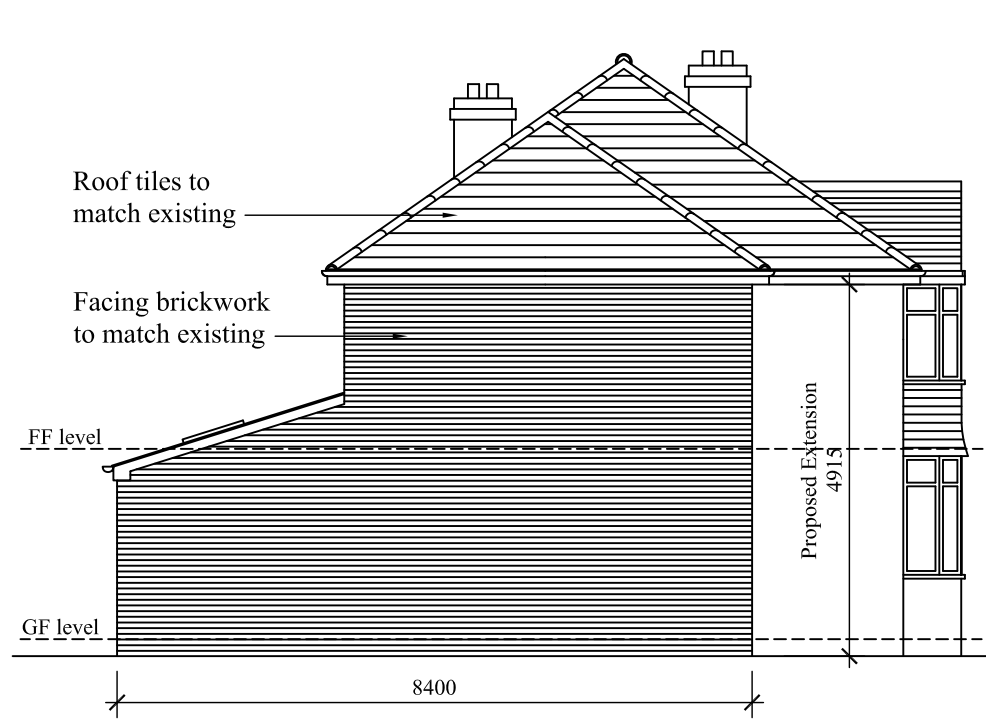 Roof tiles to
match existing
Facing brickwork
to match existing
FF level
Proposed Extension
4915
GF level
8400